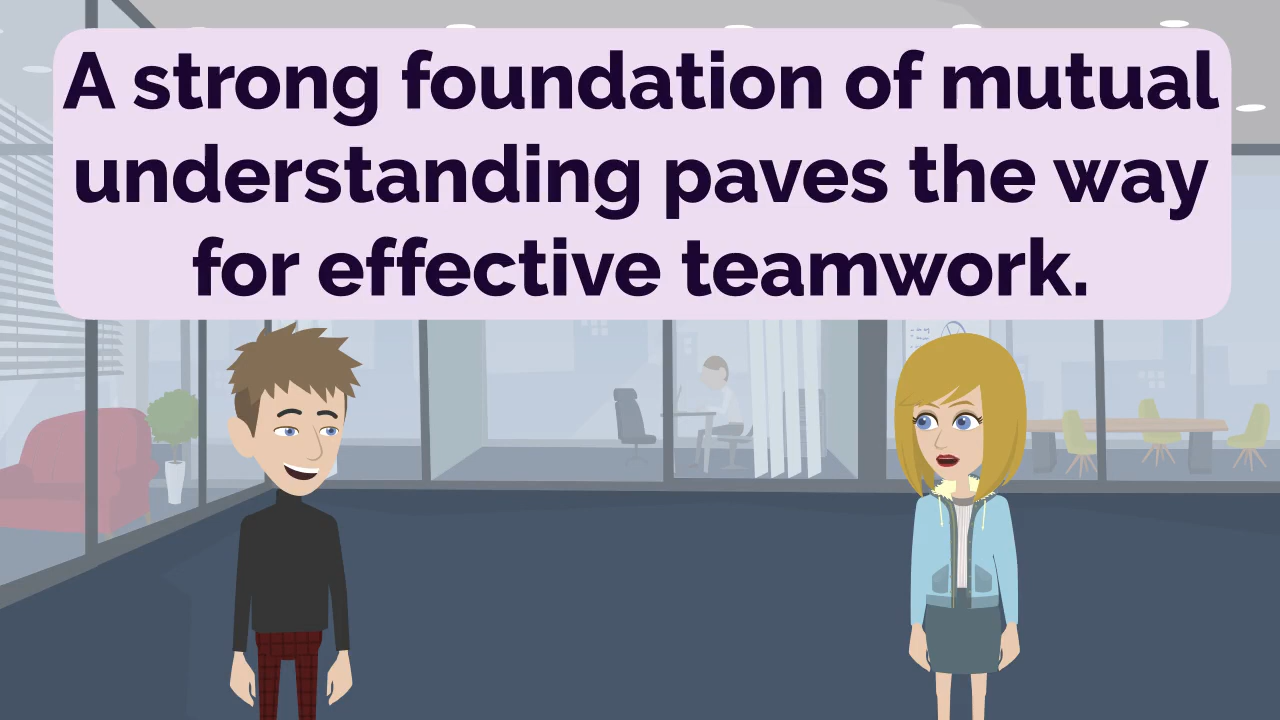 A strong foundation of mutual
understanding paves the way
for effective teamwork.